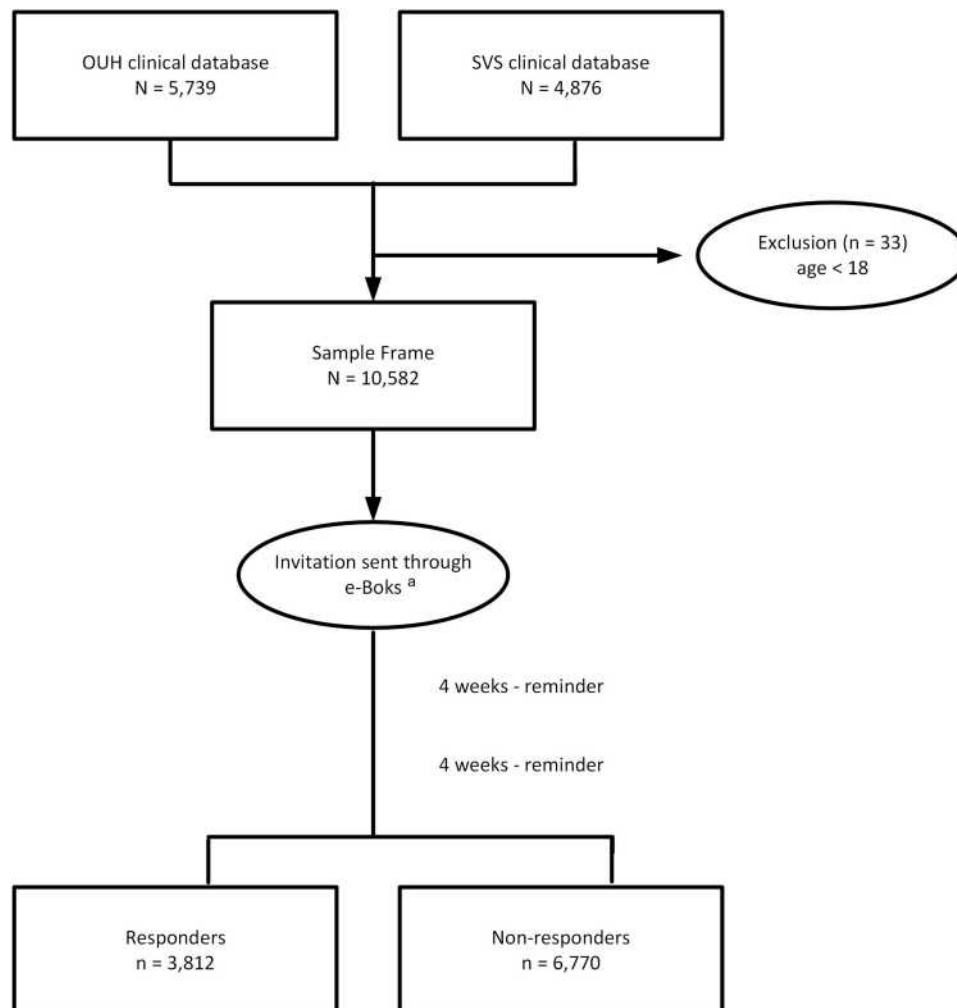 OUH clinical database
N = 5,739
SVS clinical database
N = 4,876
Exclusion (n = 33)
age < 18
Sample Frame
N = 10,582
Invitation sent through
e-Boks a
4 weeks - reminder
4 weeks - reminder
Responders
n = 3,812
Non-responders
n = 6,770